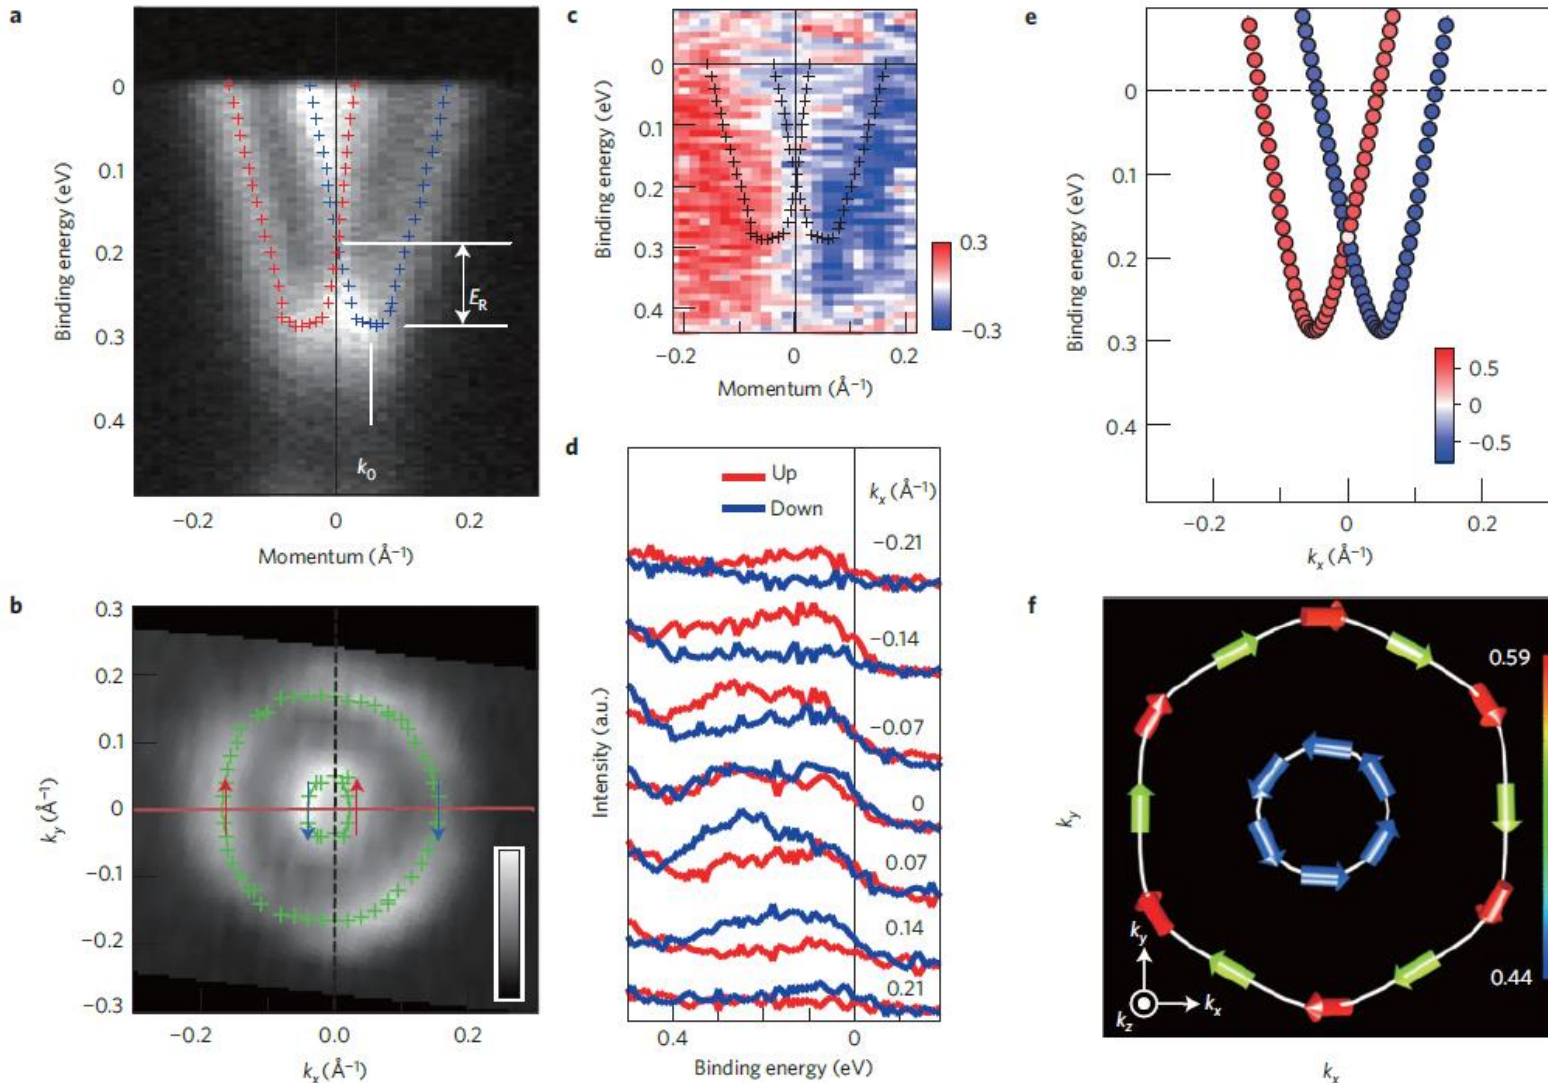 a
Binding energy (eV)
0
0.1
0.2
0.3
0.4
E_R
k_0
−0.2
0
0.2
Momentum (Å⁻¹)
b
k_y (Å⁻¹)
0.3
0.2
0.1
0
−0.1
−0.2
−0.3
−0.2
0.0
0.2
k_x (Å⁻¹)
c
Binding energy (eV)
0
0.1
0.2
0.3
0.4
0.3
−0.3
−0.2
0
0.2
Momentum (Å⁻¹)
d
Intensity (a.u.)
Up
Down
k_x (Å⁻¹)
−0.21
−0.14
−0.07
0
0.07
0.14
0.21
0.4
0
Binding energy (eV)
e
Binding energy (eV)
0
0.1
0.2
0.3
0.4
0.5
0
−0.5
−0.2
0
0.2
k_x (Å⁻¹)
f
k_y
0.59
0.44
k_y
k_x
k_z
k_x